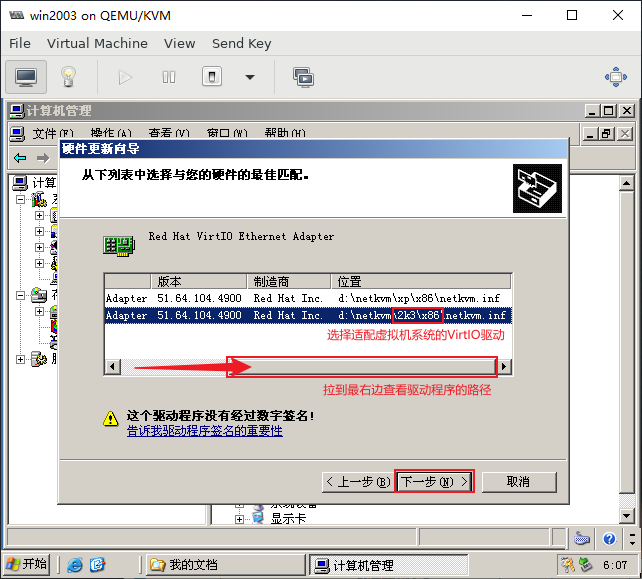 win2003 on QEMU/KVM
File Virtual Machine View Send Key
计算机管理
文件(F) 操作(A) 查看(V) 窗口(W) 帮助(H)
计算
硬件更新向导
从下列表中选择与您的硬件的最佳匹配。
Red Hat VirtIO Ethernet Adapter
版本 制造商 位置
Adapter 51.64.104.4900 Red Hat Inc. d:\netkvm\xp\x86\netkvm.inf
Adapter 51.64.104.4900 Red Hat Inc. d:\netkvm\2k3\x86\netkvm.inf
选择适配虚拟机系统的VirtIO驱动
拉到最右边查看驱动程序的路径
这个驱动程序没有经过数字签名!
告诉我驱动程序签名的重要性
< 上一步(B) 下一步(N) > 取消
显示卡
开始 我的文档 计算机管理 6:07